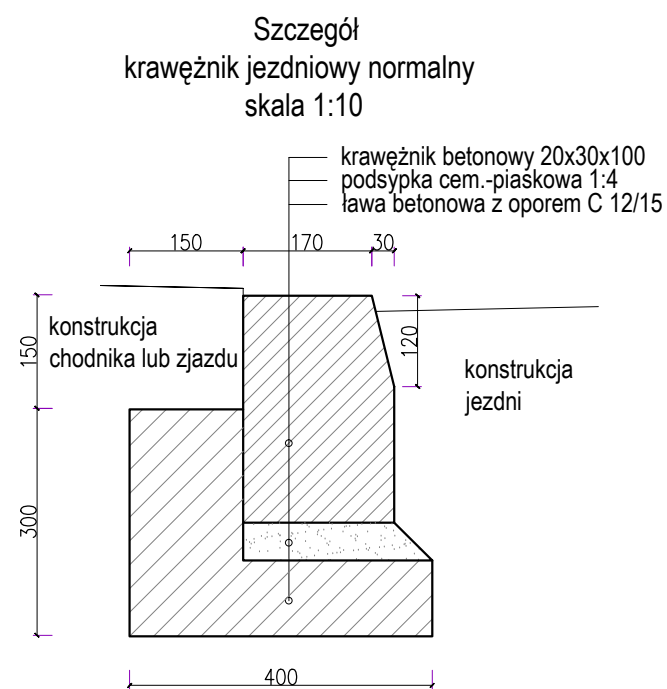 Szczegół
krawężnik jezdniowy normalny
skala 1:10
krawężnik betonowy 20x30x100
podsypka cem.-piaskowa 1:4
ława betonowa z oporem C 12/15
150 170 30
konstrukcja
chodnika lub zjazdu
150
120
konstrukcja
jezdni
300
400